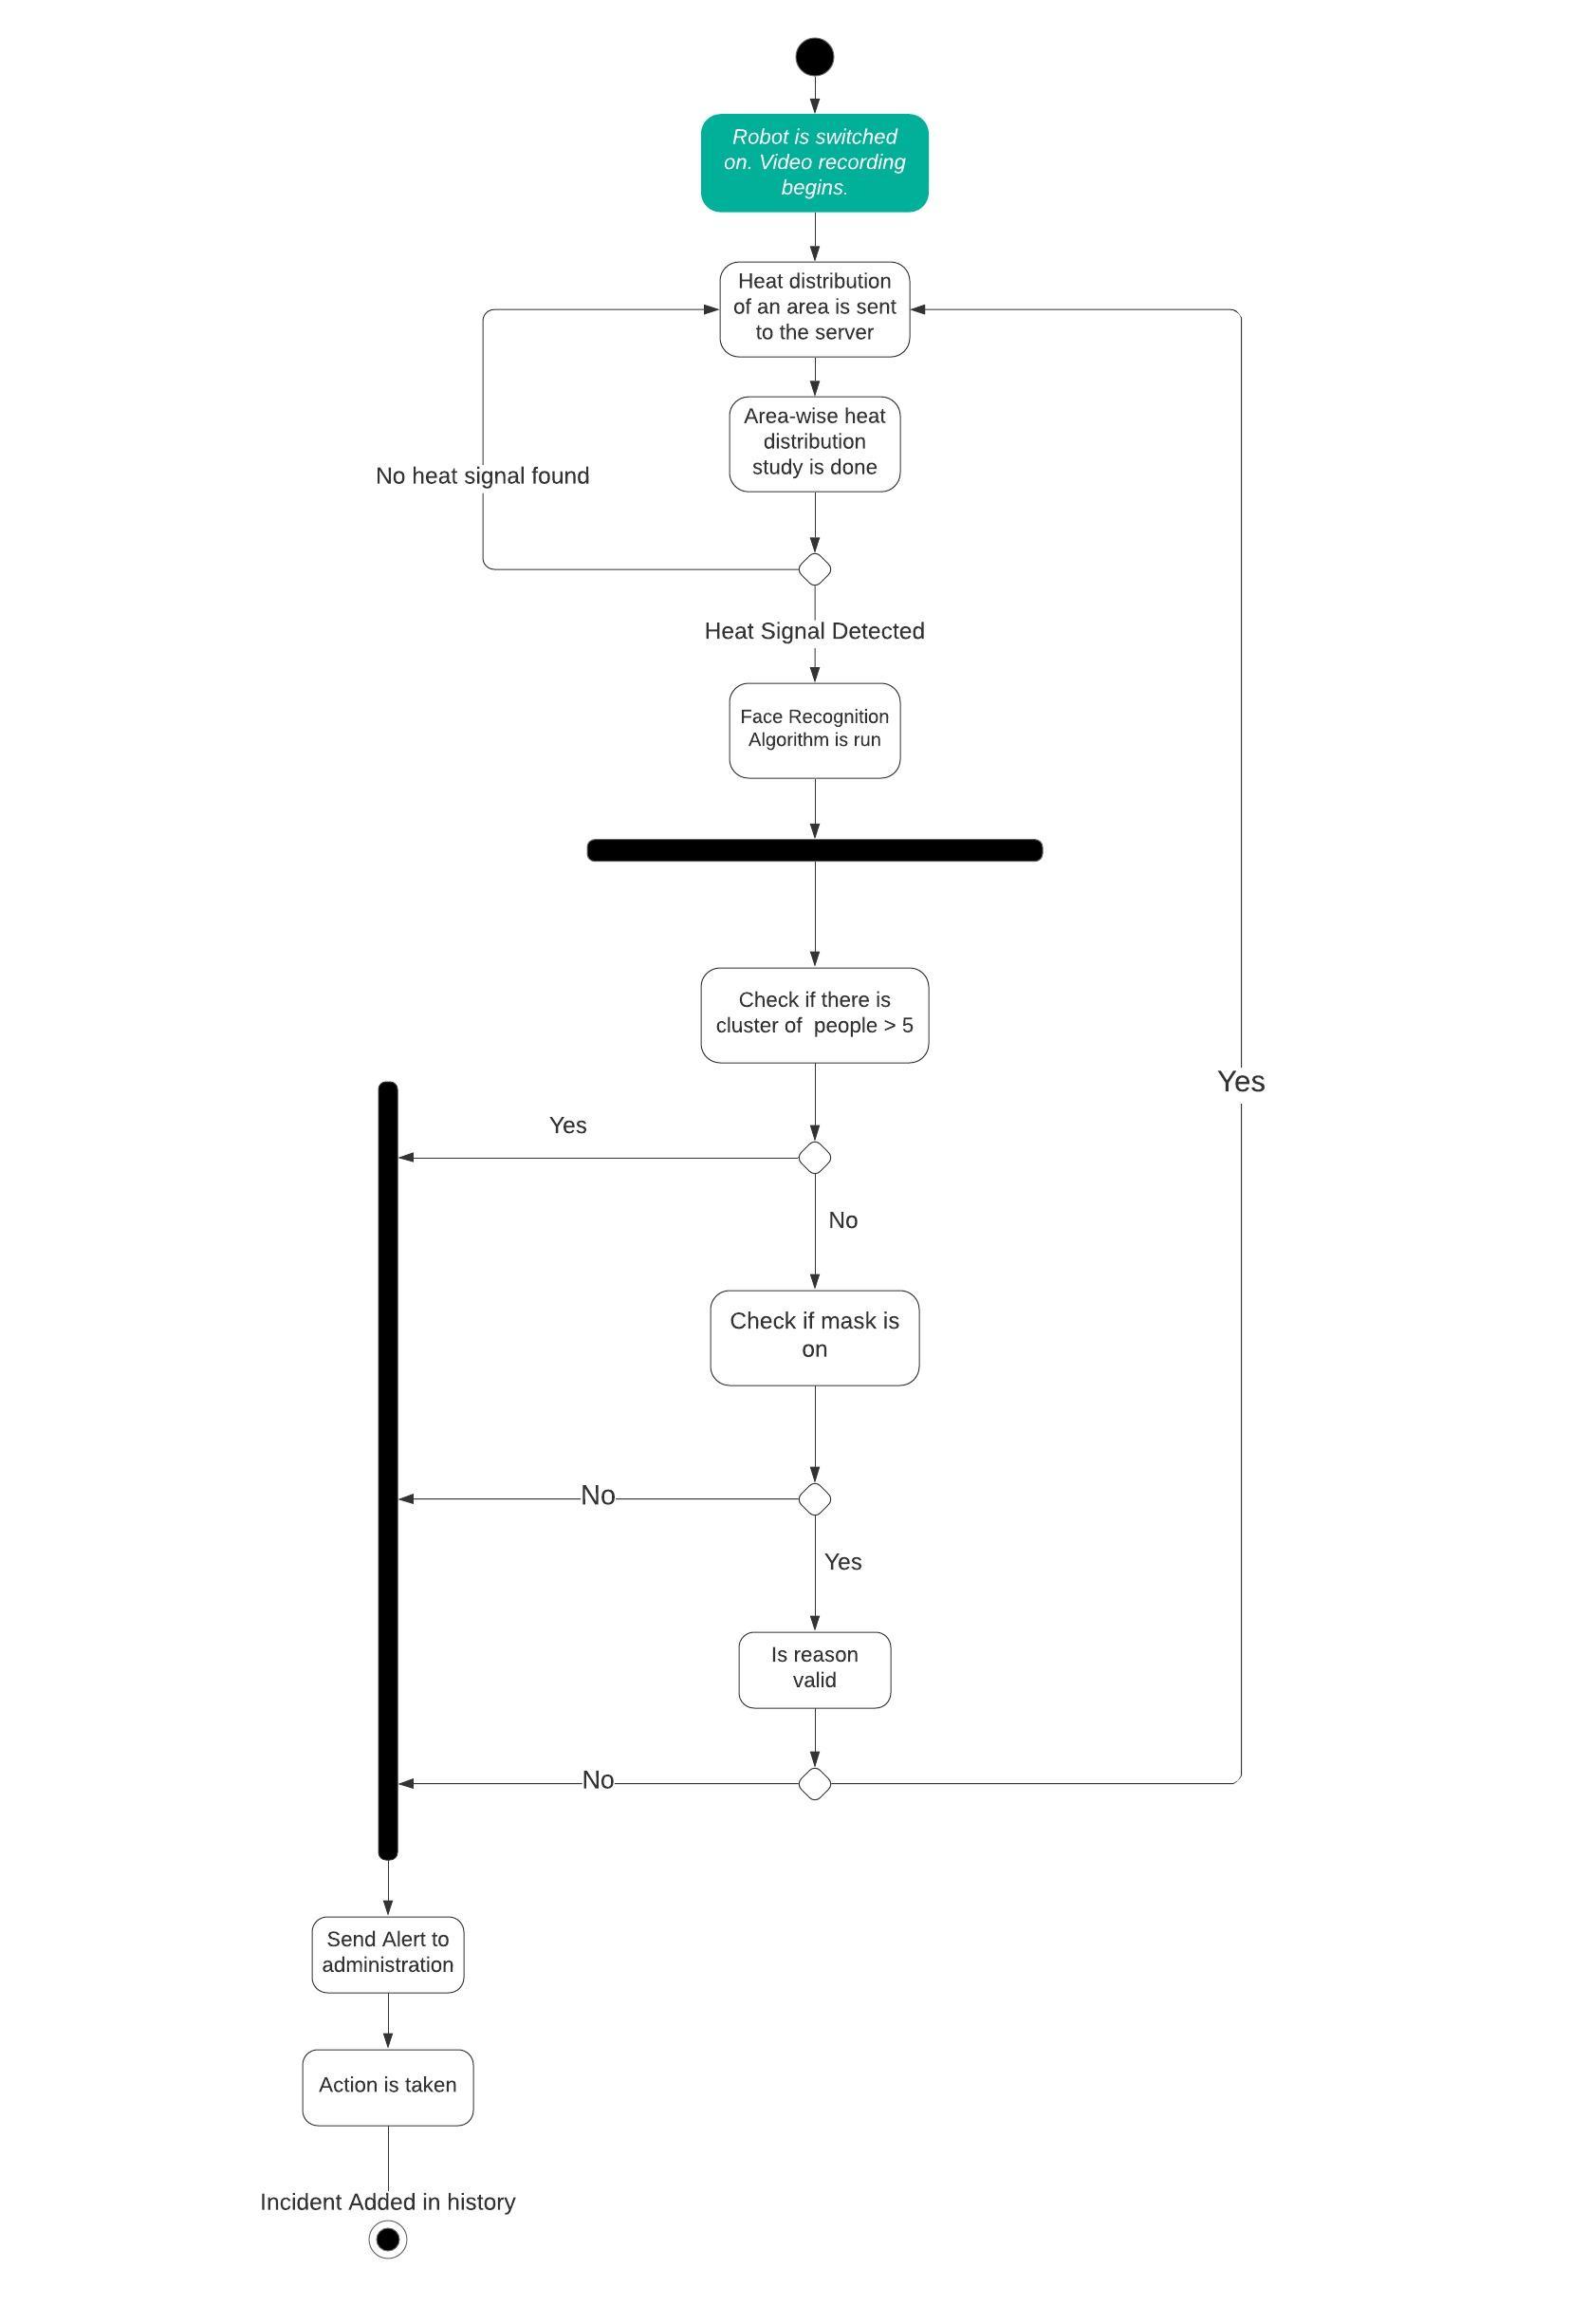 Robot is switched
on. Video recording
begins.
Heat distribution
of an area is sent
to the server
Area-wise heat
distribution
study is done
No heat signal found
Heat Signal Detected
Face Recognition
Algorithm is run
Check if there is
cluster of  people > 5
Yes
Yes
No
Check if mask is
on
No
Yes
Is reason
valid
No
Send Alert to
administration
Action is taken
Incident Added in history